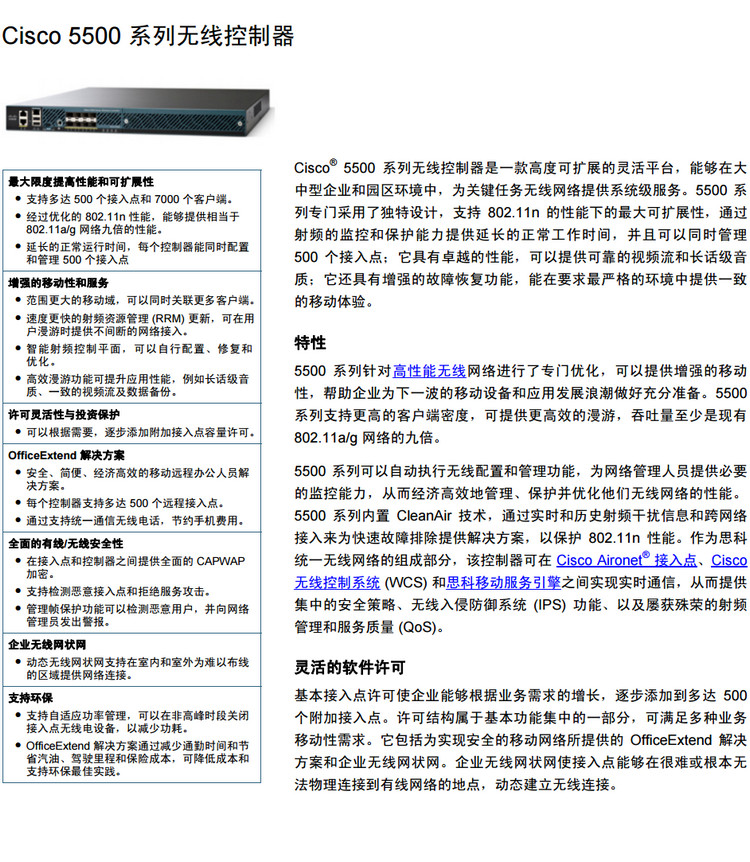 Cisco 5500 系列无线控制器
最大限度提高性能和可扩展性
● 支持多达 500 个接入点和 7000 个客户端。
● 经过优化的 802.11n 性能，能够提供相当于
802.11a/g 网络九倍的性能。
● 延长的正常运行时间，每个控制器能同时配置
和管理 500 个接入点
增强的移动性和服务
● 范围更大的移动域，可以同时关联更多客户端。
● 速度更快的射频资源管理 (RRM) 更新，可在用
户漫游时提供不间断的网络接入。
● 智能射频控制平面，可以自行配置、修复和
优化。
● 高效漫游功能可提升应用性能，例如长话级音
质、一致的视频流及数据备份。
许可灵活性与投资保护
● 可以根据需要，逐步添加附加接入点容量许可。
OfficeExtend 解决方案
● 安全、简便、经济高效的移动远程办公人员解
决方案。
● 每个控制器支持多达 500 个远程接入点。
● 通过支持统一通信无线电话，节约手机费用。
全面的有线/无线安全性
● 在接入点和控制器之间提供全面的 CAPWAP
加密。
● 支持检测恶意接入点和拒绝服务攻击。
● 管理帧保护功能可以检测恶意用户，并向网络
管理员发出警报。
企业无线网状网
● 动态无线网状网支持在室内和室外为难以布线
的区域提供网络连接。
支持环保
● 支持自适应功率管理，可以在非高峰时段关闭
接入点无线电设备，以减少功耗。
● OfficeExtend 解决方案通过减少通勤时间和节
省汽油、驾驶里程和保险成本，可降低成本和
支持环保最佳实践。
Cisco® 5500 系列无线控制器是一款高度可扩展的灵活平台，能够在大
中型企业和园区环境中，为关键任务无线网络提供系统级服务。5500 系
列专门采用了独特设计，支持 802.11n 的性能下的最大可扩展性，通过
射频的监控和保护能力提供延长的正常工作时间，并且可以同时管理
500 个接入点；它具有卓越的性能，可以提供可靠的视频流和长话级音
质；它还具有增强的故障恢复功能，能在要求最严格的环境中提供一致
的移动体验。
特性
5500 系列针对高性能无线网络进行了专门优化，可以提供增强的移动
性，帮助企业为下一波的移动设备和应用发展浪潮做好充分准备。5500
系列支持更高的客户端密度，可提供更高效的漫游，吞吐量至少是现有
802.11a/g 网络的九倍。
5500 系列可以自动执行无线配置和管理功能，为网络管理人员提供必要
的监控能力，从而经济高效地管理、保护并优化他们无线网络的性能。
5500 系列内置 CleanAir 技术，通过实时和历史射频干扰信息和跨网络
接入来为快速故障排除提供解决方案，以保护 802.11n 性能。作为思科
统一无线网络的组成部分，该控制器可在 Cisco Aironet® 接入点、Cisco
无线控制系统 (WCS) 和思科移动服务引擎之间实现实时通信，从而提供
集中的安全策略、无线入侵防御系统 (IPS) 功能、以及屡获殊荣的射频
管理和服务质量 (QoS)。
灵活的软件许可
基本接入点许可使企业能够根据业务需求的增长，逐步添加到多达 500
个附加接入点。许可结构属于基本功能集中的一部分，可满足多种业务
移动性需求。它包括为实现安全的移动网络所提供的 OfficeExtend 解决
方案和企业无线网状网。企业无线网状网使接入点能够在很难或根本无
法物理连接到有线网络的地点，动态建立无线连接。